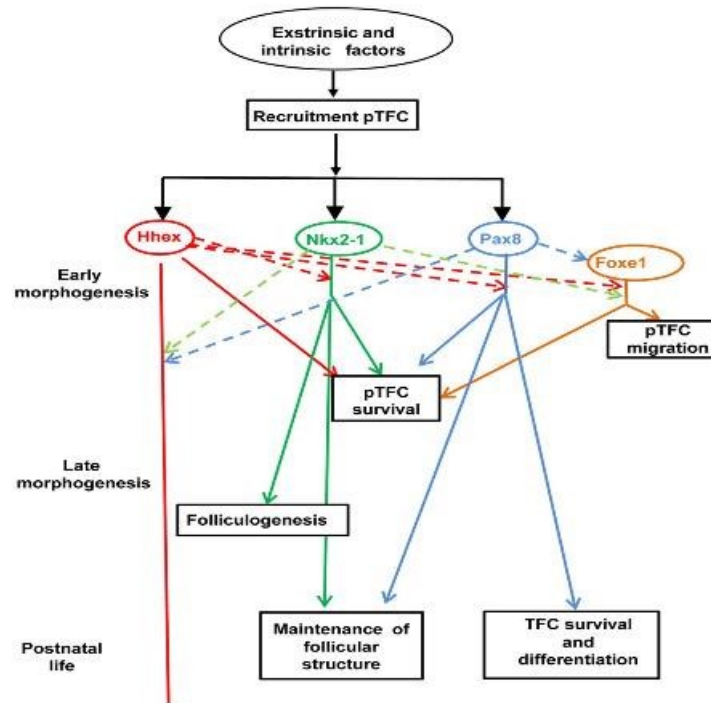 Exstrinsic and
intrinsic factors
Recruitment pTFC
Hhex
Nkx2-1
Pax8
Foxe1
Early
morphogenesis
pTFC
migration
pTFC
survival
Late
morphogenesis
Folliculogenesis
Maintenance of
follicular
structure
TFC survival
and
differentiation
Postnatal
life